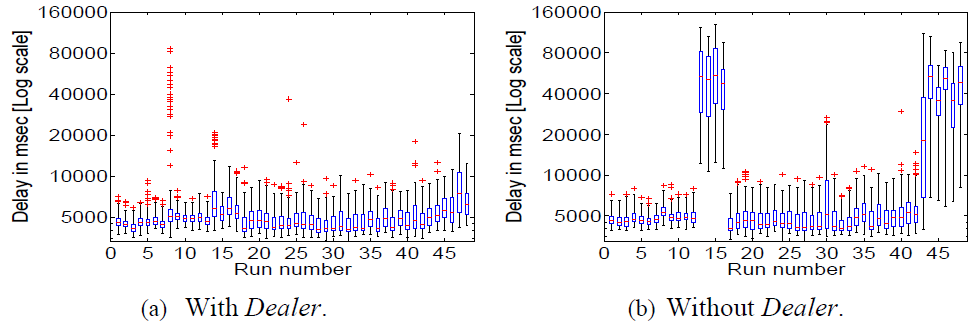 160000
80000
40000
20000
10000
5000
Delay in msec [Log scale]
0 5 10 15 20 25 30 35 40 45
Run number
(a) With Dealer.
160000
80000
40000
20000
10000
5000
Delay in msec [Log scale]
0 5 10 15 20 25 30 35 40 45
Run number
(b) Without Dealer.